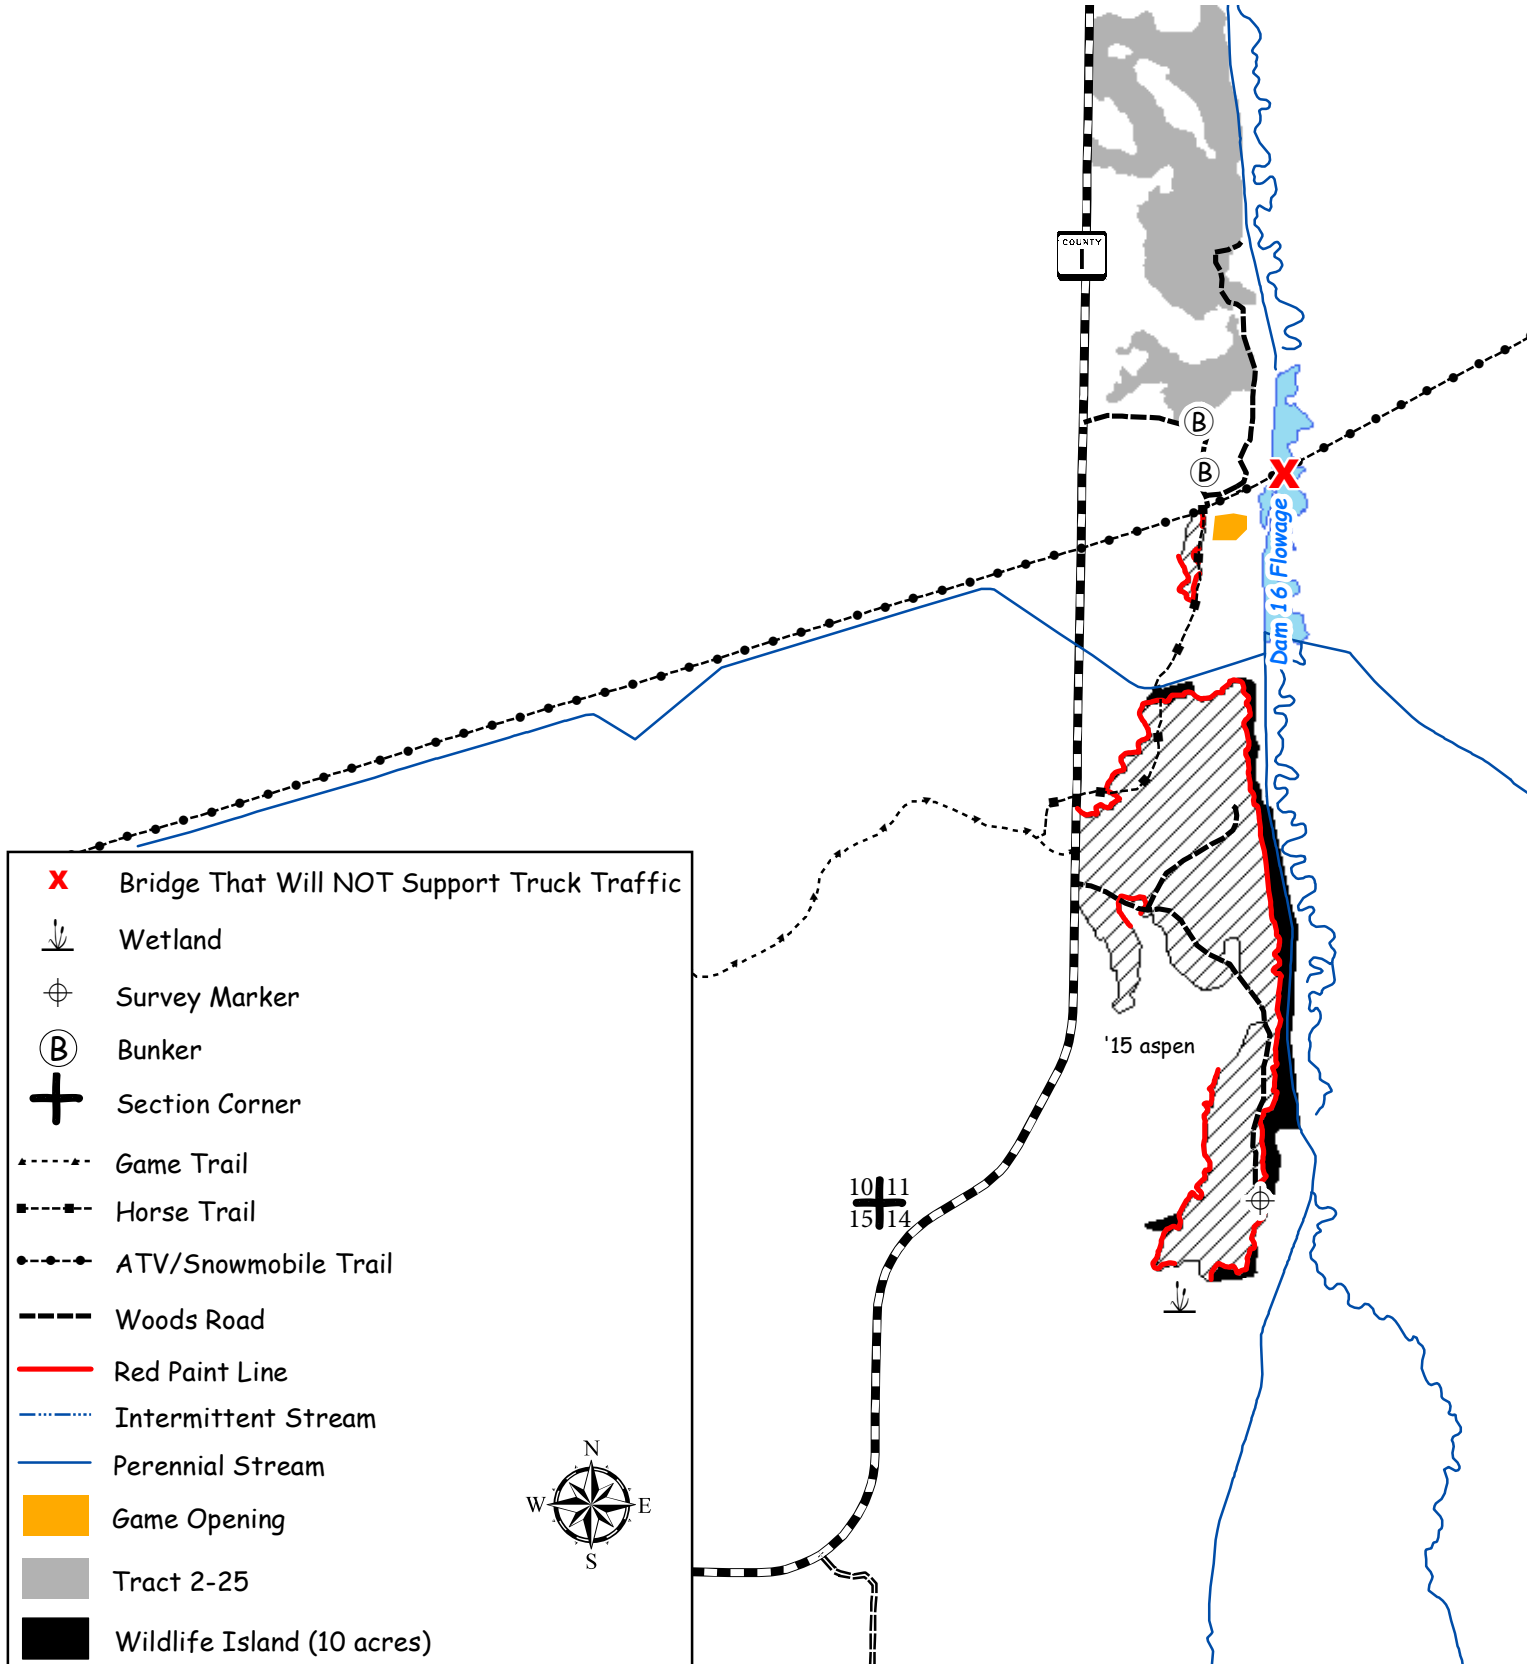 COUNTY
I
B
B
X
Dam 16 Flowage
'15 aspen
10 11
15 14
X Bridge That Will NOT Support Truck Traffic
Wetland
Survey Marker
B Bunker
Section Corner
Game Trail
Horse Trail
ATV/Snowmobile Trail
Woods Road
Red Paint Line
Intermittent Stream
Perennial Stream
Game Opening
Tract 2-25
Wildlife Island (10 acres)
N
W E
S